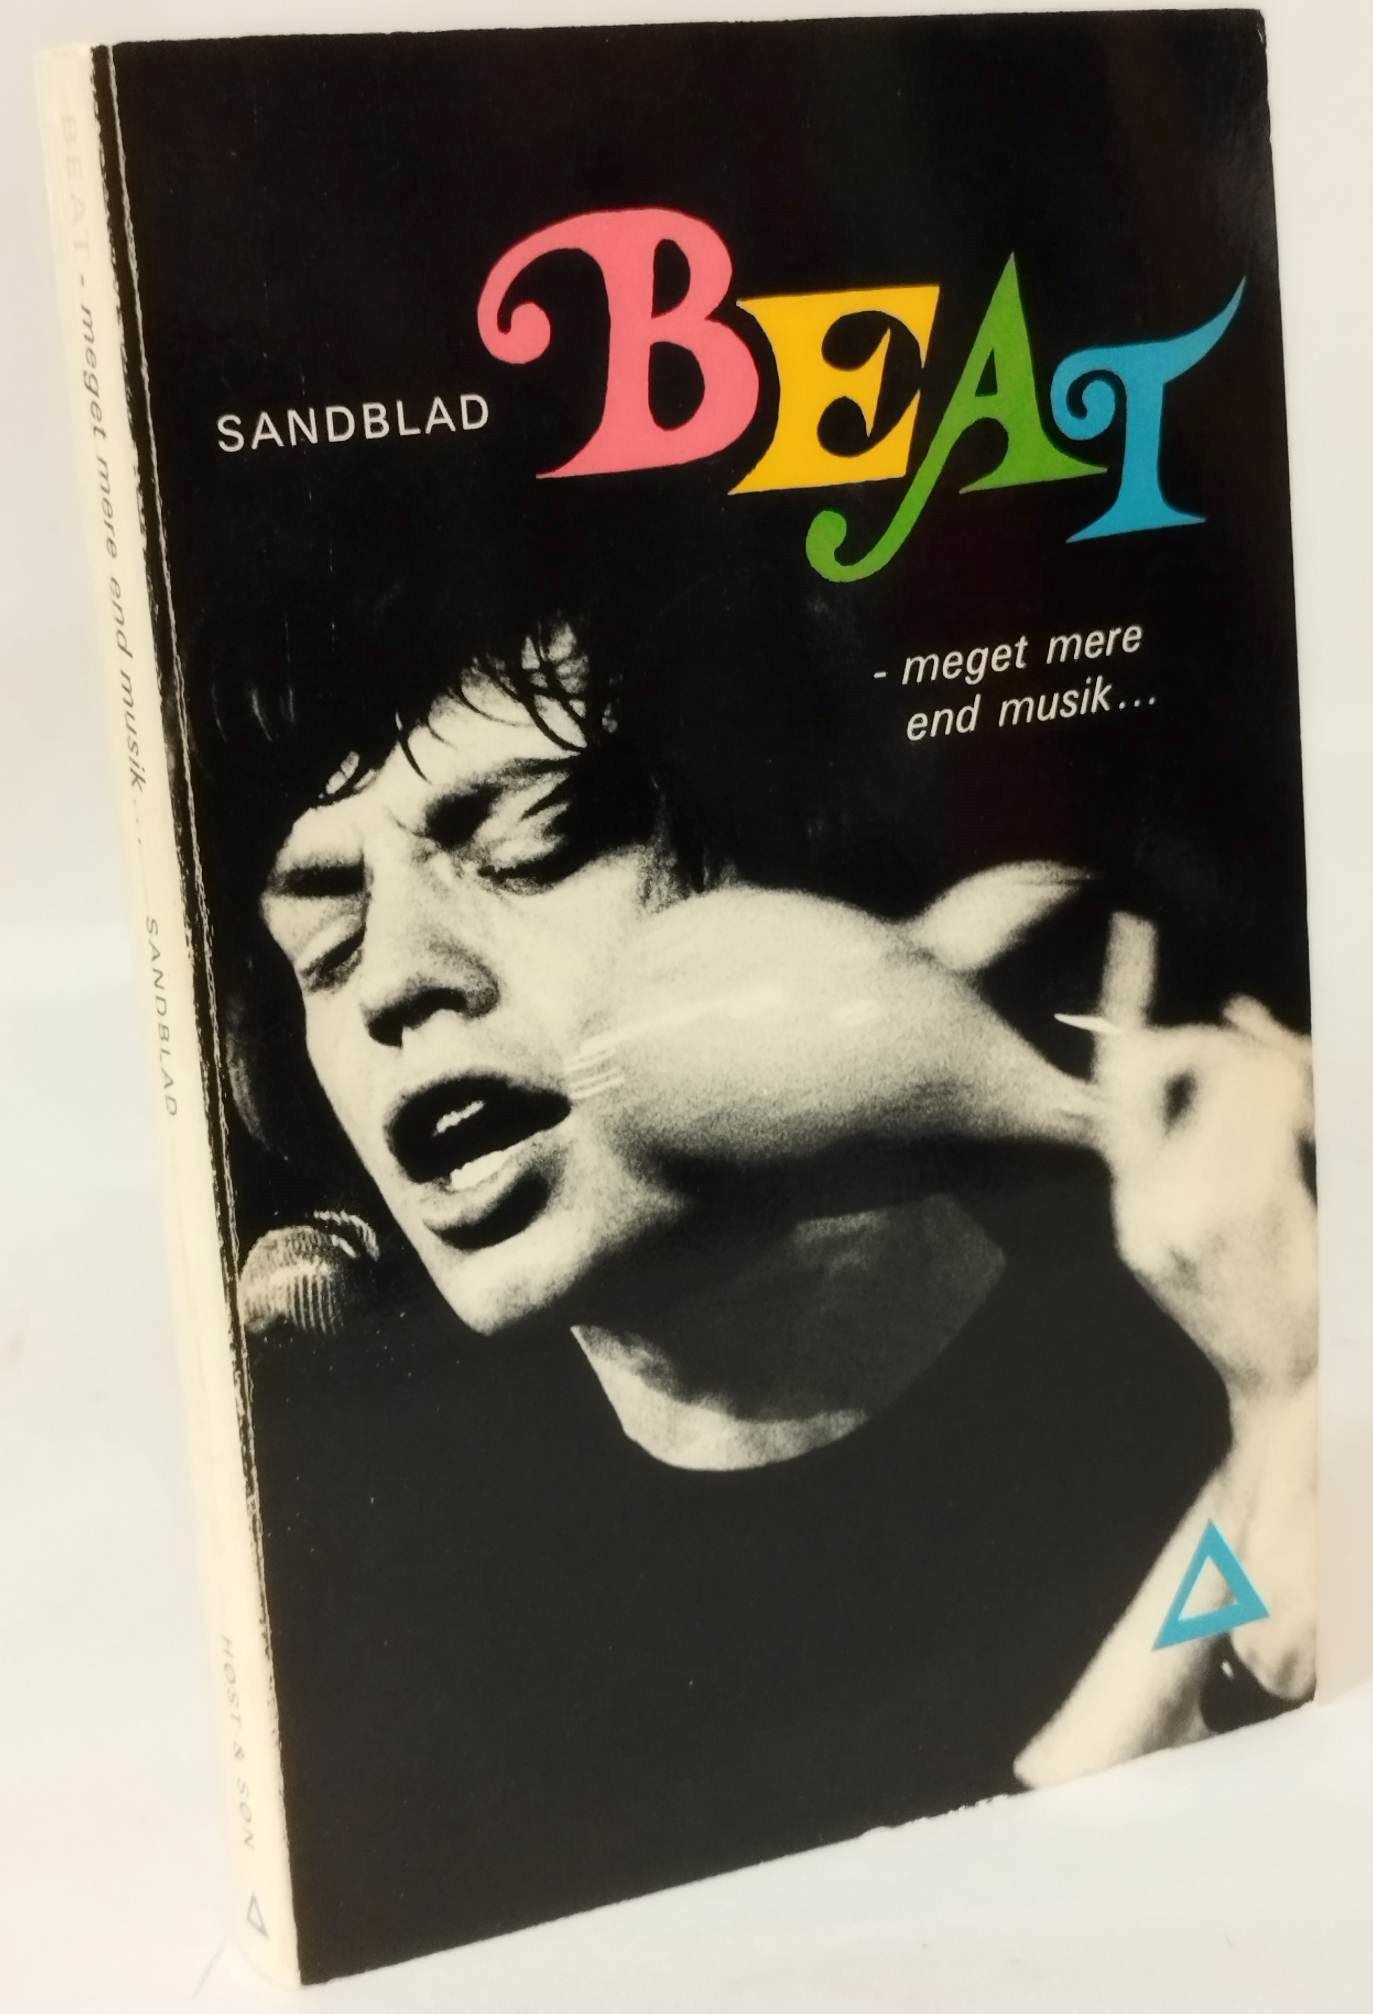 BEAT
SANDBLAD
- meget mere
end musik...
BEAT - meget mere end musik... SANDBLAD HØST & SØN